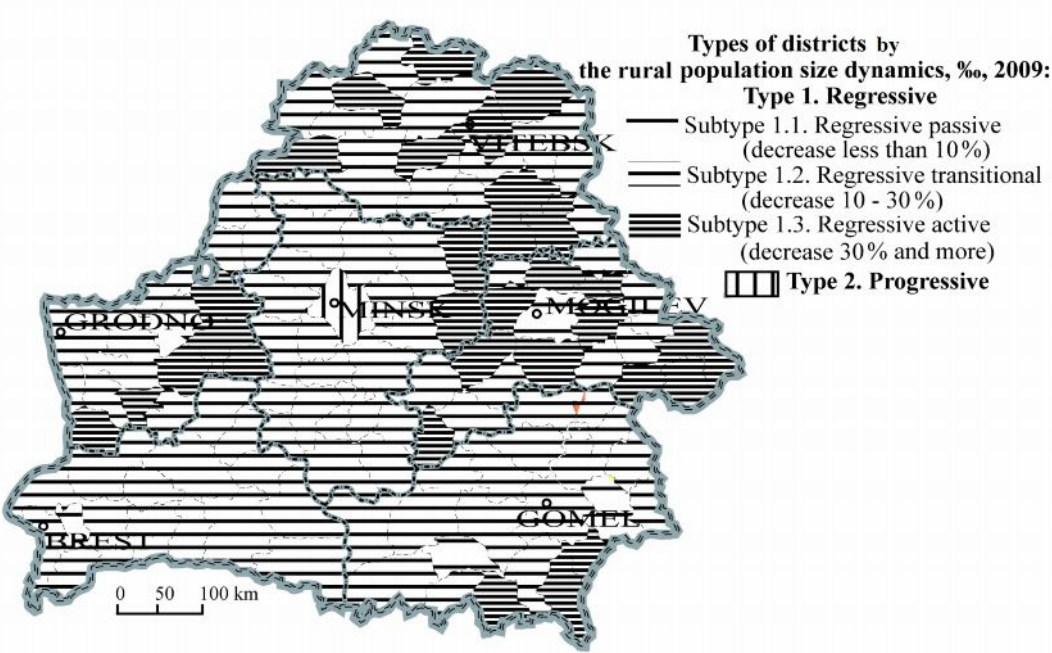 Types of districts by
the rural population size dynamics, ‰, 2009:
Type 1. Regressive
Subtype 1.1. Regressive passive
(decrease less than 10%)
Subtype 1.2. Regressive transitional
(decrease 10 - 30%)
Subtype 1.3. Regressive active
(decrease 30% and more)
Type 2. Progressive
VITEBSK
MINSK
MOGILEV
GRODNO
GOMEL
BREST
0 50 100 km